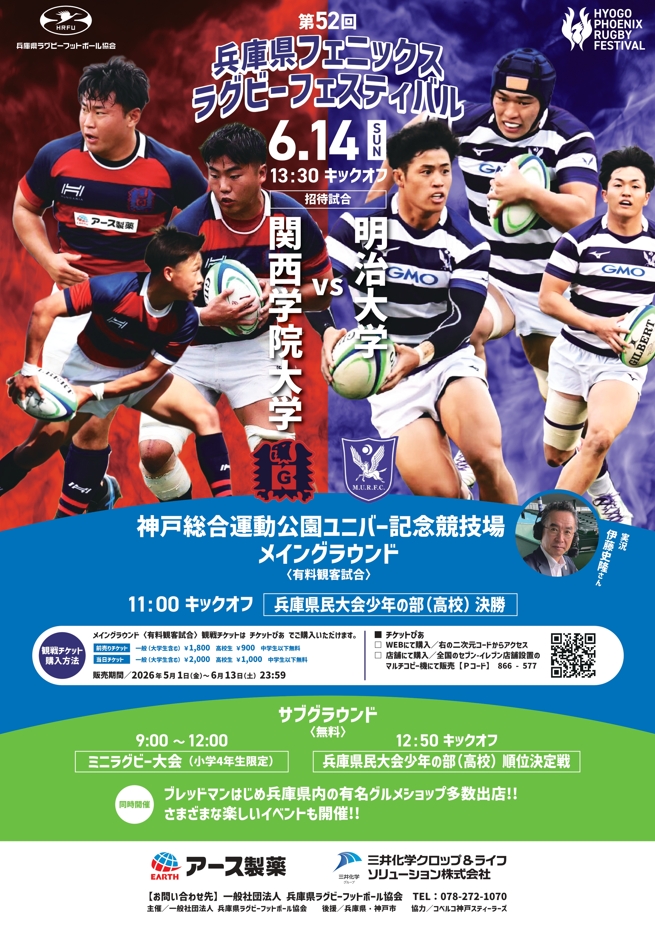 HRFU
兵庫県ラグビーフットボール協会
第52回
兵庫県フェニックス
ラグビーフェスティバル
HYOGO
PHOENIX
RUGBY
FESTIVAL
6.14 SUN
13:30 キックオフ
招待試合
関西学院大学
vs
明治大学
アース製薬
GMO
GMO
GILBERT
G
M.U.R.F.C.
神戸総合運動公園ユニバー記念競技場
メイングラウンド
〈有料観客試合〉
実況
伊藤史隆さん
11:00 キックオフ 兵庫県民大会少年の部(高校) 決勝
観戦チケット
購入方法
メイングラウンド〈有料観客試合〉観戦チケットは チケットぴあ でご購入いただけます。
前売りチケット 一般(大学生含む) ¥1,800 高校生 ¥900 中学生以下無料
当日チケット 一般(大学生含む) ¥2,000 高校生 ¥1,000 中学生以下無料
販売期間/2026年5月1日(金)~6月13日(土) 23:59
■ チケットぴあ
□ WEBにて購入/右の二次元コードからアクセス
□ 店舗にて購入/全国のセブン-イレブン店舗設置の
マルチコピー機にて販売【Pコード】 866 - 577
サブグラウンド
〈無料〉
9:00 ~ 12:00
ミニラグビー大会(小学4年生限定)
12:50 キックオフ
兵庫県民大会少年の部(高校) 順位決定戦
同時開催
ブレッドマンはじめ兵庫県内の有名グルメショップ多数出店!!
さまざまな楽しいイベントも開催!!
EARTH アース製薬
三井化学
グループ
三井化学クロップ&ライフ
ソリューション株式会社
【お問い合わせ先】一般社団法人 兵庫県ラグビーフットボール協会 TEL:078-272-1070
主催/一般社団法人 兵庫県ラグビーフットボール協会 後援/兵庫県・神戸市 協力/コベルコ神戸スティーラーズ